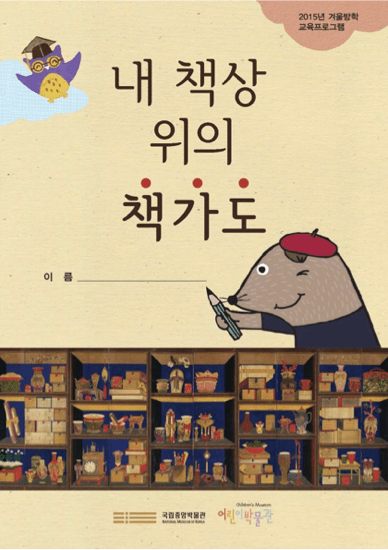 2015년 겨울방학
교육프로그램
내 책상
위의
책가도
이 름
국립중앙박물관
NATIONAL MUSEUM OF KOREA
Children's Museum
어린이박물관